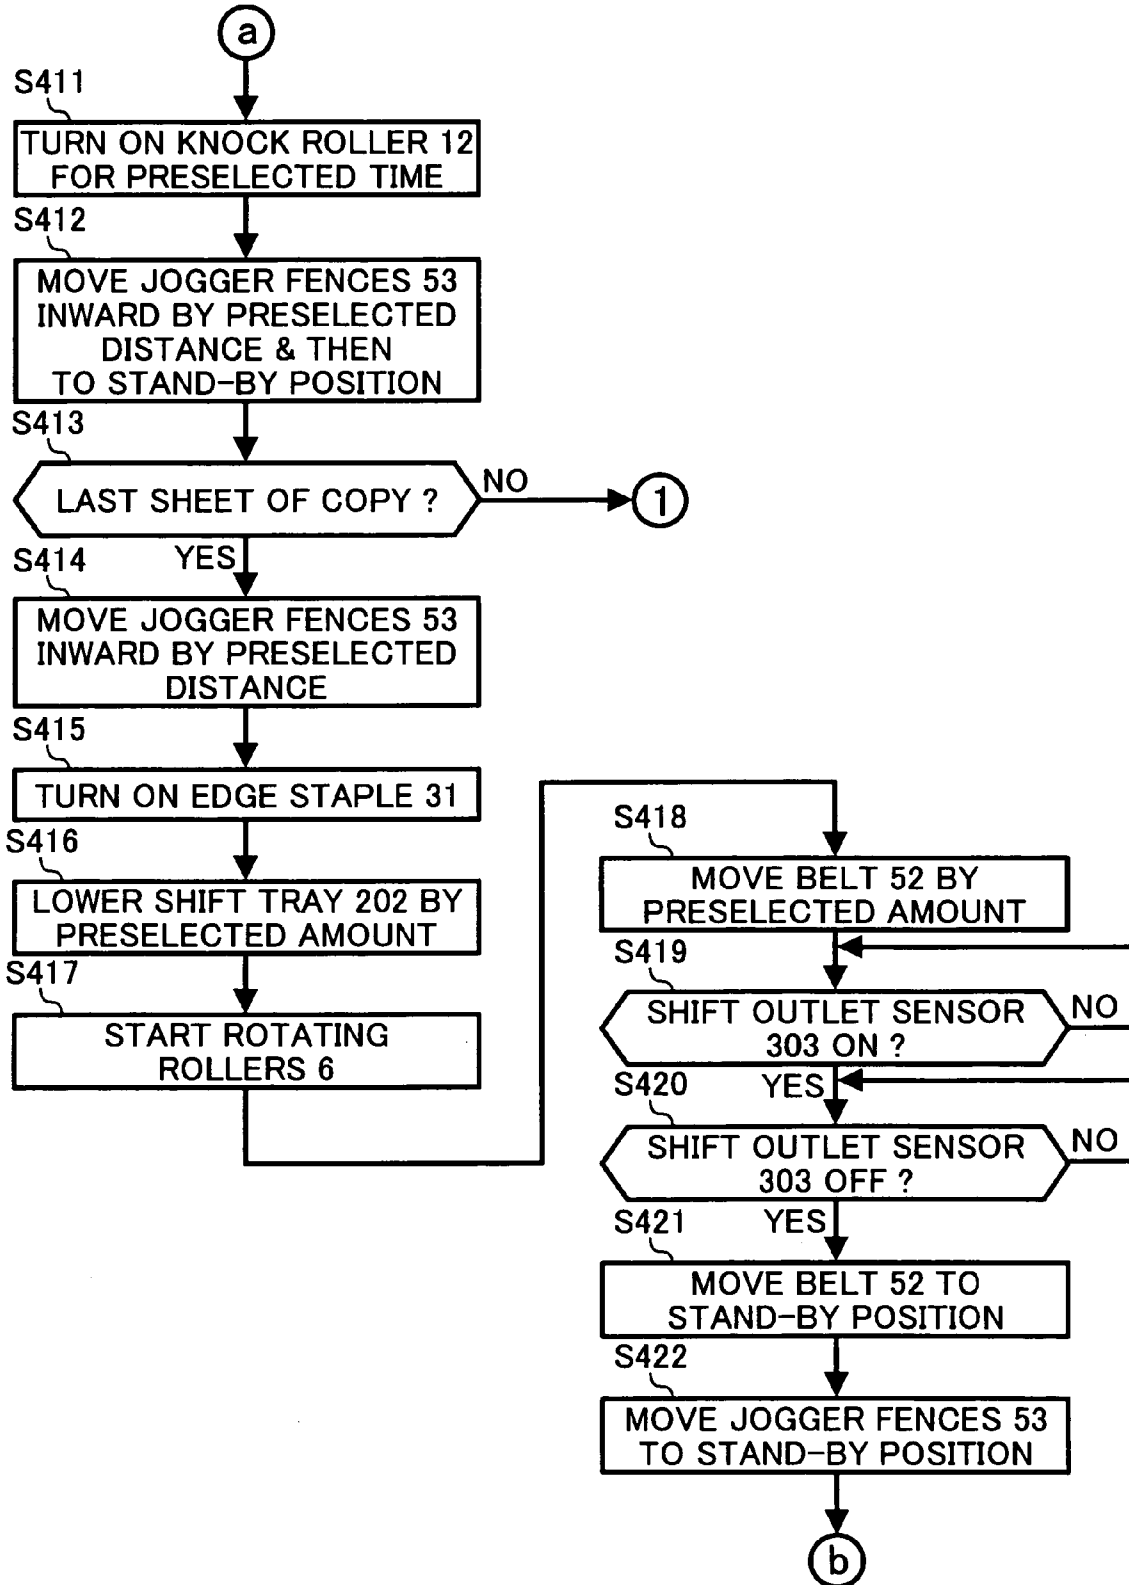 a
S411
TURN ON KNOCK ROLLER 12
FOR PRESELECTED TIME
S412
MOVE JOGGER FENCES 53
INWARD BY PRESELECTED
DISTANCE & THEN
TO STAND-BY POSITION
S413
LAST SHEET OF COPY ?
NO
1
YES
S414
MOVE JOGGER FENCES 53
INWARD BY PRESELECTED
DISTANCE
S415
TURN ON EDGE STAPLE 31
S416
LOWER SHIFT TRAY 202 BY
PRESELECTED AMOUNT
S417
START ROTATING
ROLLERS 6
S418
MOVE BELT 52 BY
PRESELECTED AMOUNT
S419
SHIFT OUTLET SENSOR
303 ON ?
NO
YES
S420
SHIFT OUTLET SENSOR
303 OFF ?
NO
YES
S421
MOVE BELT 52 TO
STAND-BY POSITION
S422
MOVE JOGGER FENCES 53
TO STAND-BY POSITION
b